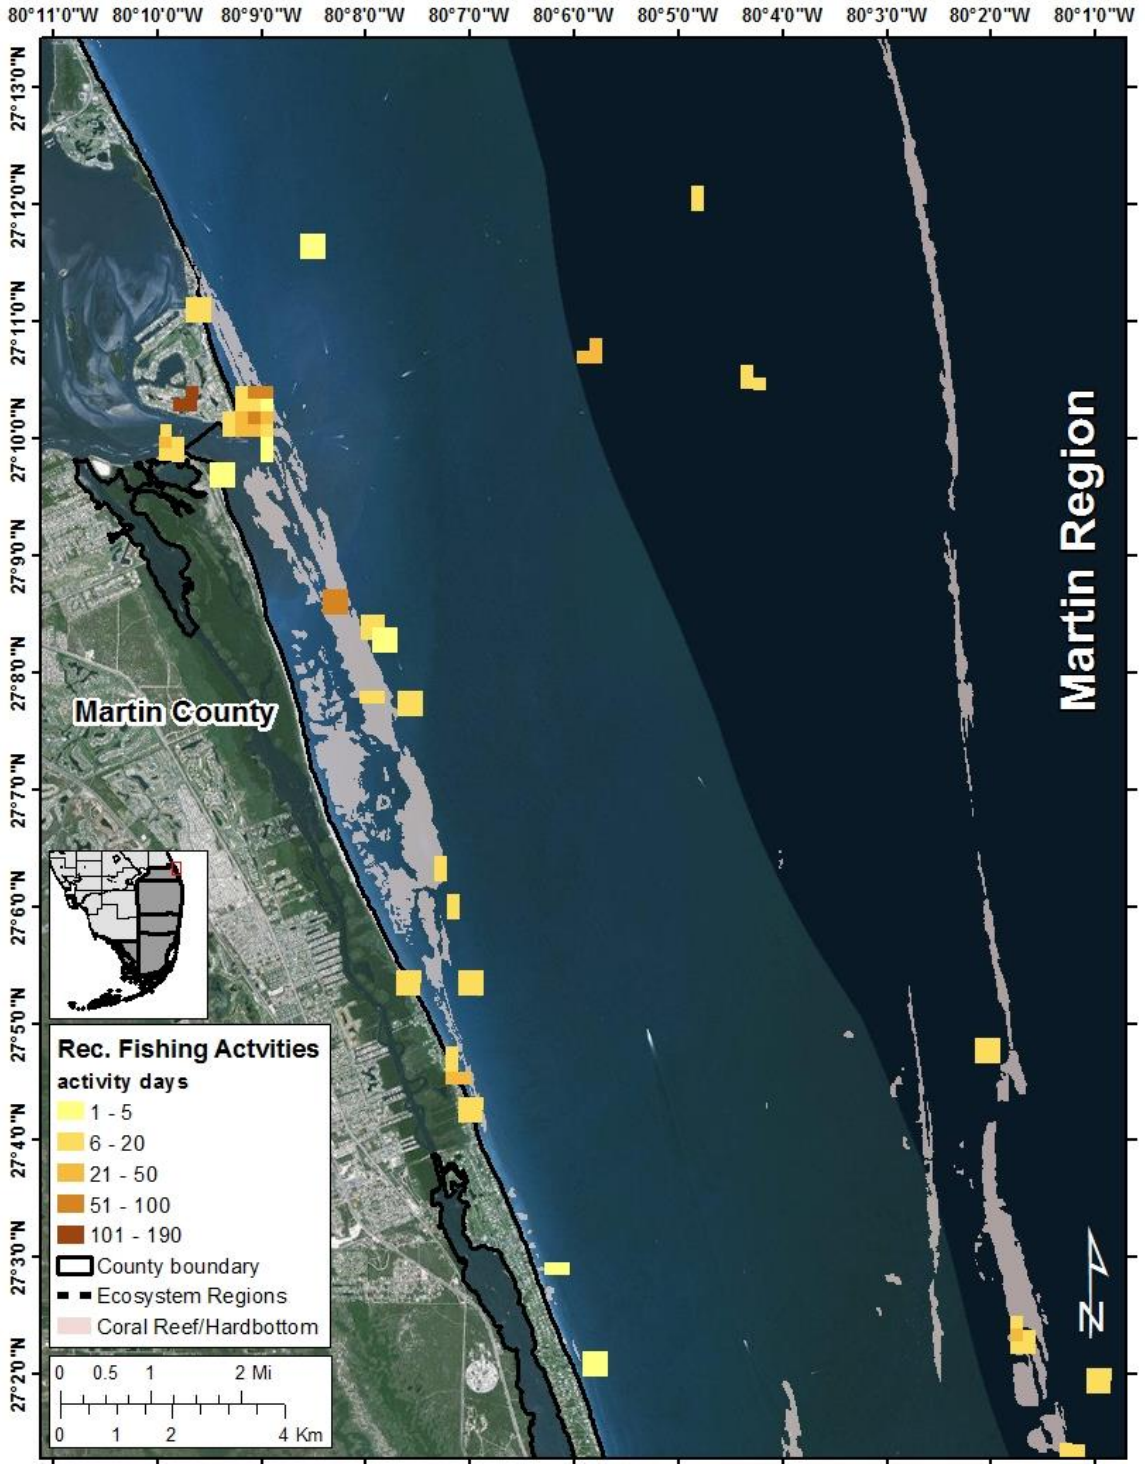 80°11'0"W 80°10'0"W 80°9'0"W 80°8'0"W 80°7'0"W 80°6'0"W 80°5'0"W 80°4'0"W 80°3'0"W 80°2'0"W 80°1'0"W
27°13'0"N
27°12'0"N
27°11'0"N
27°10'0"N
27°9'0"N
27°8'0"N
27°7'0"N
27°6'0"N
27°5'0"N
27°4'0"N
27°3'0"N
27°2'0"N
Martin Region
Martin County
Rec. Fishing Actvities
activity days
1 - 5
6 - 20
21 - 50
51 - 100
101 - 190
County boundary
Ecosystem Regions
Coral Reef/Hardbottom
0 0.5 1 2 Mi
0 1 2 4 Km
N